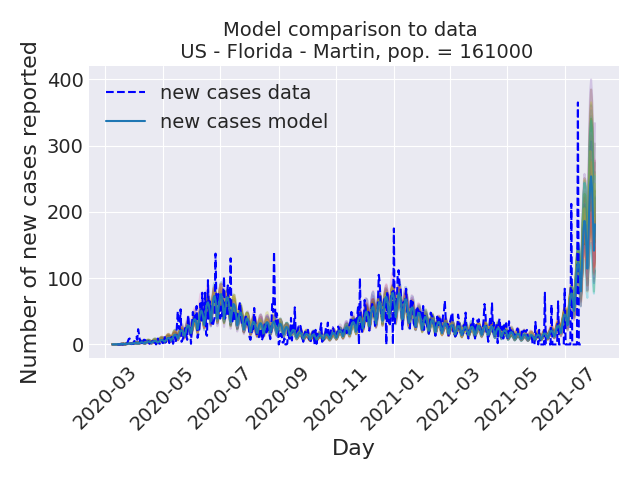 Model comparison to data
US - Florida - Martin, pop. = 161000
Number of new cases reported
400
300
200
100
0
new cases data
new cases model
2020-03
2020-05
2020-07
2020-09
2020-11
2021-01
2021-03
2021-05
2021-07
Day